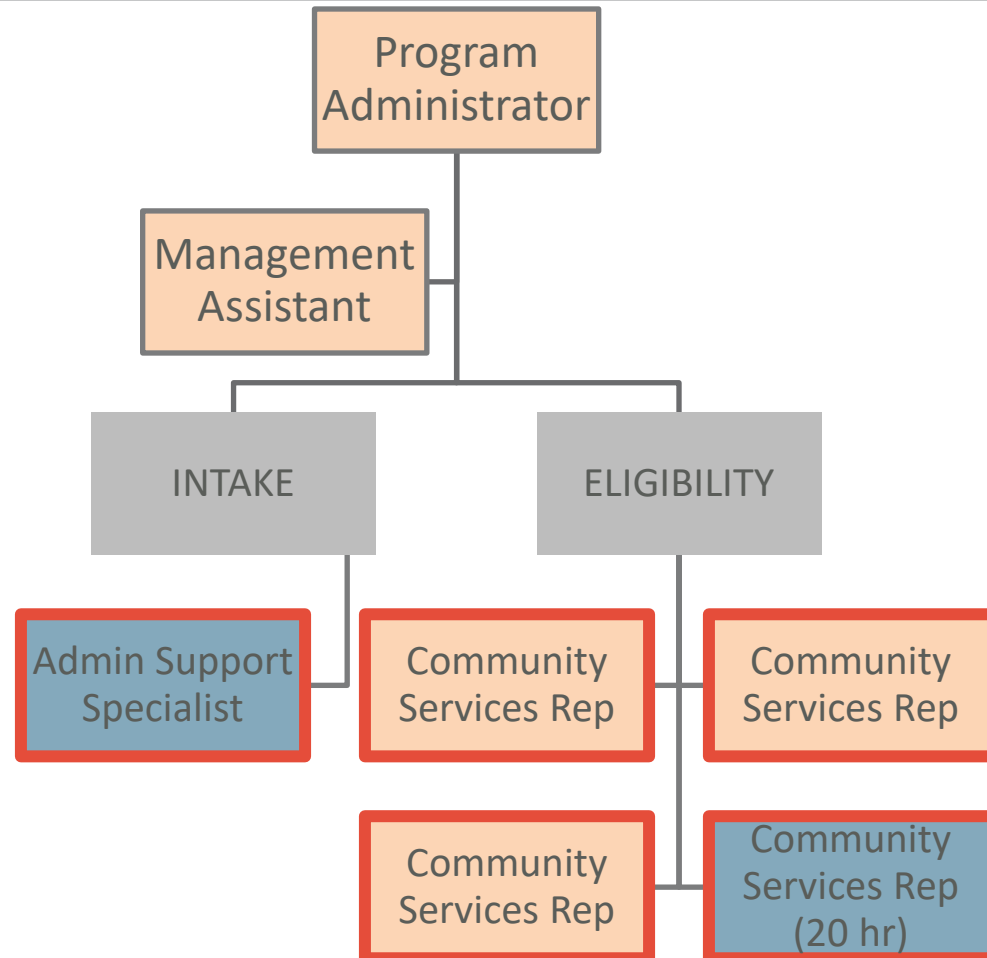 Program
Administrator
Management
Assistant
INTAKE
ELIGIBILITY
Admin Support
Specialist
Community
Services Rep
Community
Services Rep
Community
Services Rep
Community
Services Rep
(20 hr)